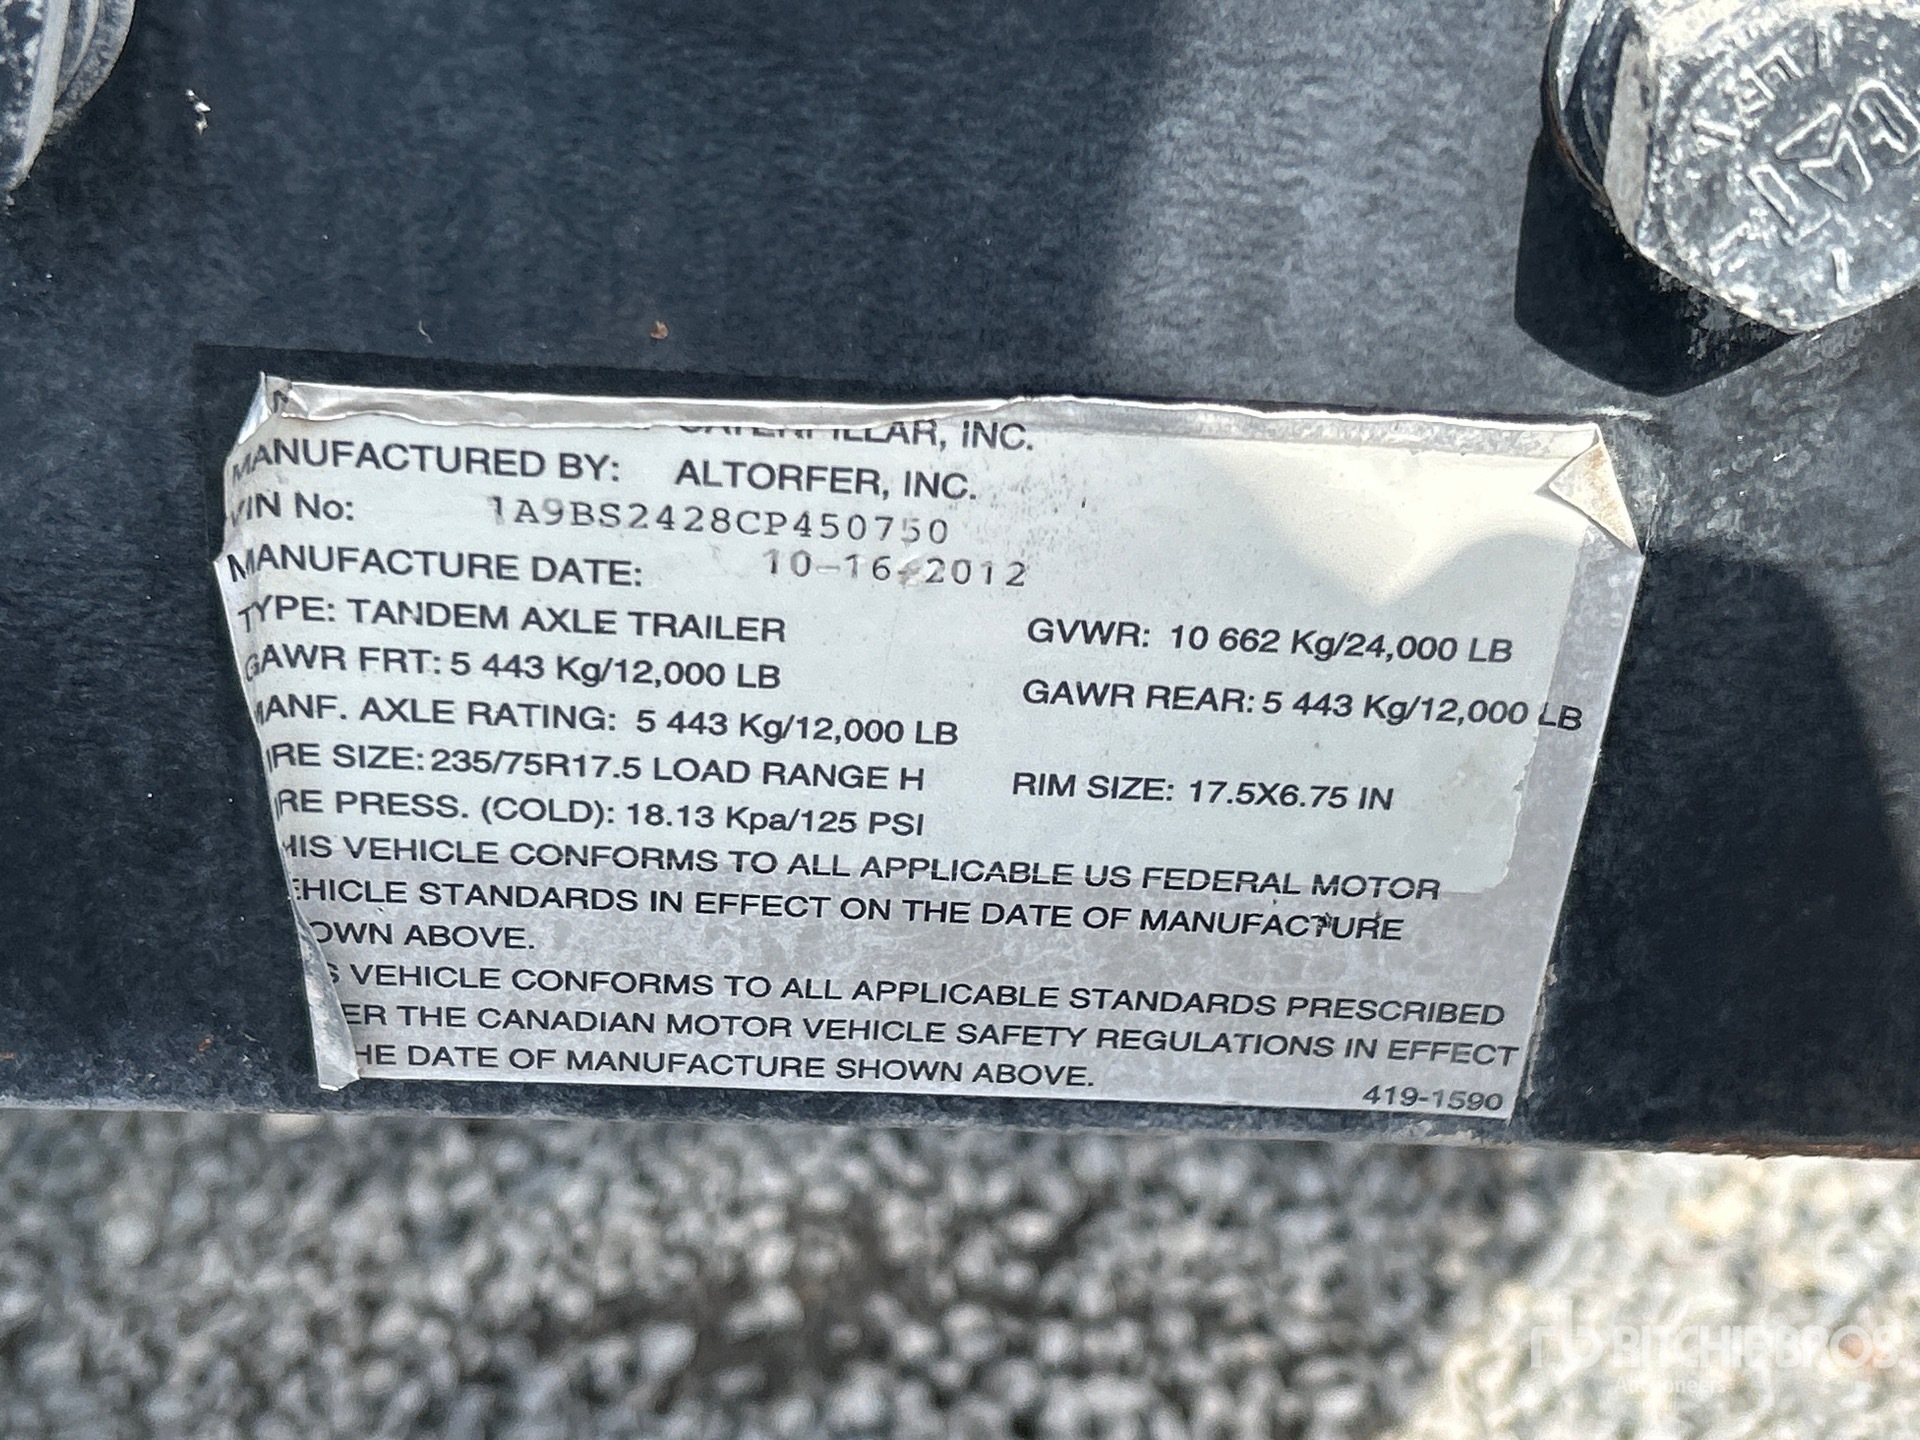 CATERPILLAR, INC.
MANUFACTURED BY: ALTORFER, INC.
VIN No: 1A9BS2428CP450750
MANUFACTURE DATE: 10-16-2012
TYPE: TANDEM AXLE TRAILER GVWR: 10 662 Kg/24,000 LB
GAWR FRT: 5 443 Kg/12,000 LB GAWR REAR: 5 443 Kg/12,000 LB
MANF. AXLE RATING: 5 443 Kg/12,000 LB
IRE SIZE: 235/75R17.5 LOAD RANGE H RIM SIZE: 17.5X6.75 IN
IRE PRESS. (COLD): 18.13 Kpa/125 PSI
HIS VEHICLE CONFORMS TO ALL APPLICABLE US FEDERAL MOTOR
EHICLE STANDARDS IN EFFECT ON THE DATE OF MANUFACTURE
OWN ABOVE.
S VEHICLE CONFORMS TO ALL APPLICABLE STANDARDS PRESCRIBED
ER THE CANADIAN MOTOR VEHICLE SAFETY REGULATIONS IN EFFECT
HE DATE OF MANUFACTURE SHOWN ABOVE.
419-1590
RITCHIE BROS.
Auctioneers